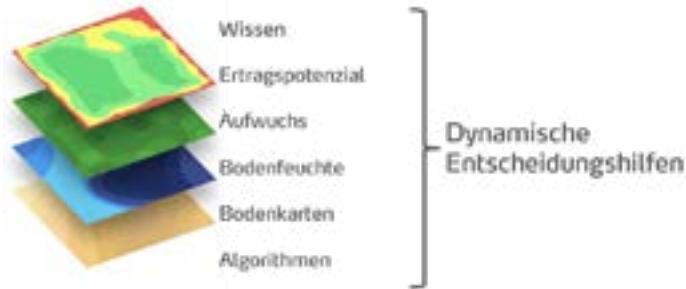 Wissen
Ertragspotenzial
Aufwuchs
Bodenfeuchte
Bodenkarten
Algorithmen
Dynamische
Entscheidungshilfen